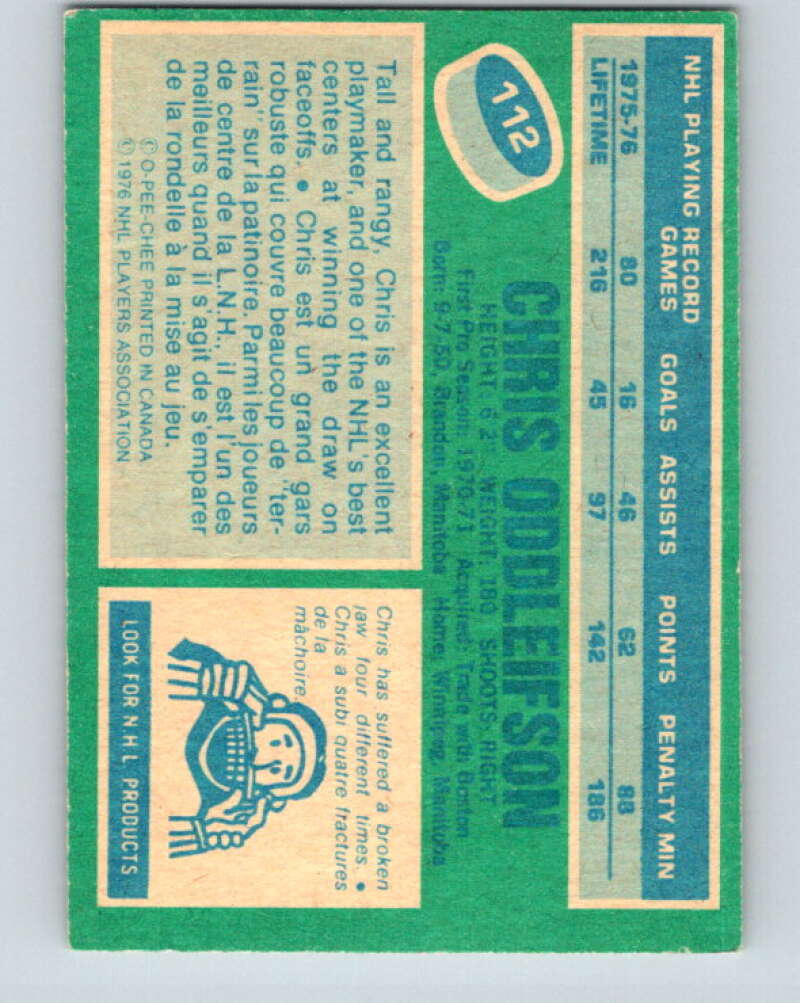 NHL PLAYING RECORD
GAMES GOALS ASSISTS POINTS PENALTY MIN
1975-76 80 16 46 62 88
LIFETIME 216 45 97 142 186
112
CHRIS ODDLEIFSON
HEIGHT: 6'2" WEIGHT: 180 SHOOTS: RIGHT
First Pro Season: 1970-71 Acquired: Trade with Boston
Born: 9-7-50, Brandon, Manitoba Home: Winnipeg, Manitoba
Tall and rangy, Chris is an excellent
playmaker, and one of the NHL's best
centers at winning the draw on
faceoffs. • Chris est un grand gars
robuste qui couvre beaucoup de 'ter-
rain' sur la patinoire. Parmi les joueurs
de centre de la L.N.H., il est l'un des
meilleurs quand il s'agit de s'emparer
de la rondelle à la mise au jeu.
© O-PEE-CHEE PRINTED IN CANADA
© 1976 NHL PLAYERS ASSOCIATION
Chris has suffered a broken
jaw four different times. •
Chris a subi quatre fractures
de la
mâchoire.
LOOK FOR N.H.L PRODUCTS